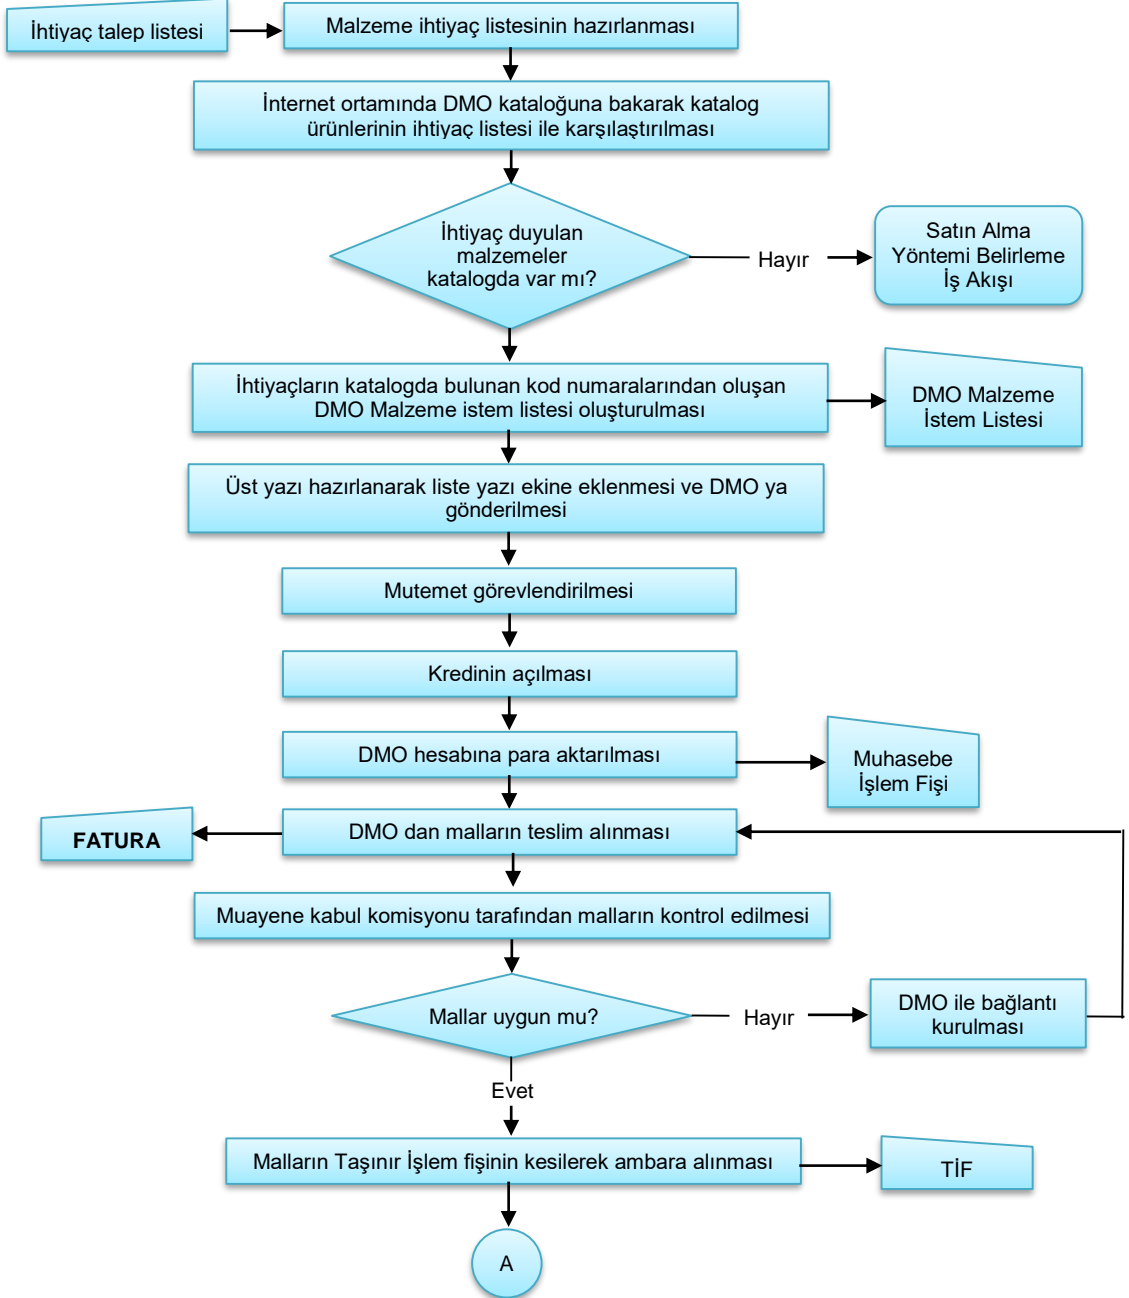 İhtiyaç talep listesi
Malzeme ihtiyaç listesinin hazırlanması
İnternet ortamında DMO kataloğuna bakarak katalog
ürünlerinin ihtiyaç listesi ile karşılaştırılması
İhtiyaç duyulan
malzemeler
katalogda var mı?
Hayır
Satın Alma
Yöntemi Belirleme
İş Akışı
İhtiyaçların katalogda bulunan kod numaralarından oluşan
DMO Malzeme istem listesi oluşturulması
DMO Malzeme
İstem Listesi
Üst yazı hazırlanarak liste yazı ekine eklenmesi ve DMO ya
gönderilmesi
Mutemet görevlendirilmesi
Kredinin açılması
DMO hesabına para aktarılması
Muhasebe
İşlem Fişi
DMO dan malların teslim alınması
FATURA
Muayene kabul komisyonu tarafından malların kontrol edilmesi
Mallar uygun mu?
Hayır
DMO ile bağlantı
kurulması
Evet
Malların Taşınır İşlem fişinin kesilerek ambara alınması
TİF
A